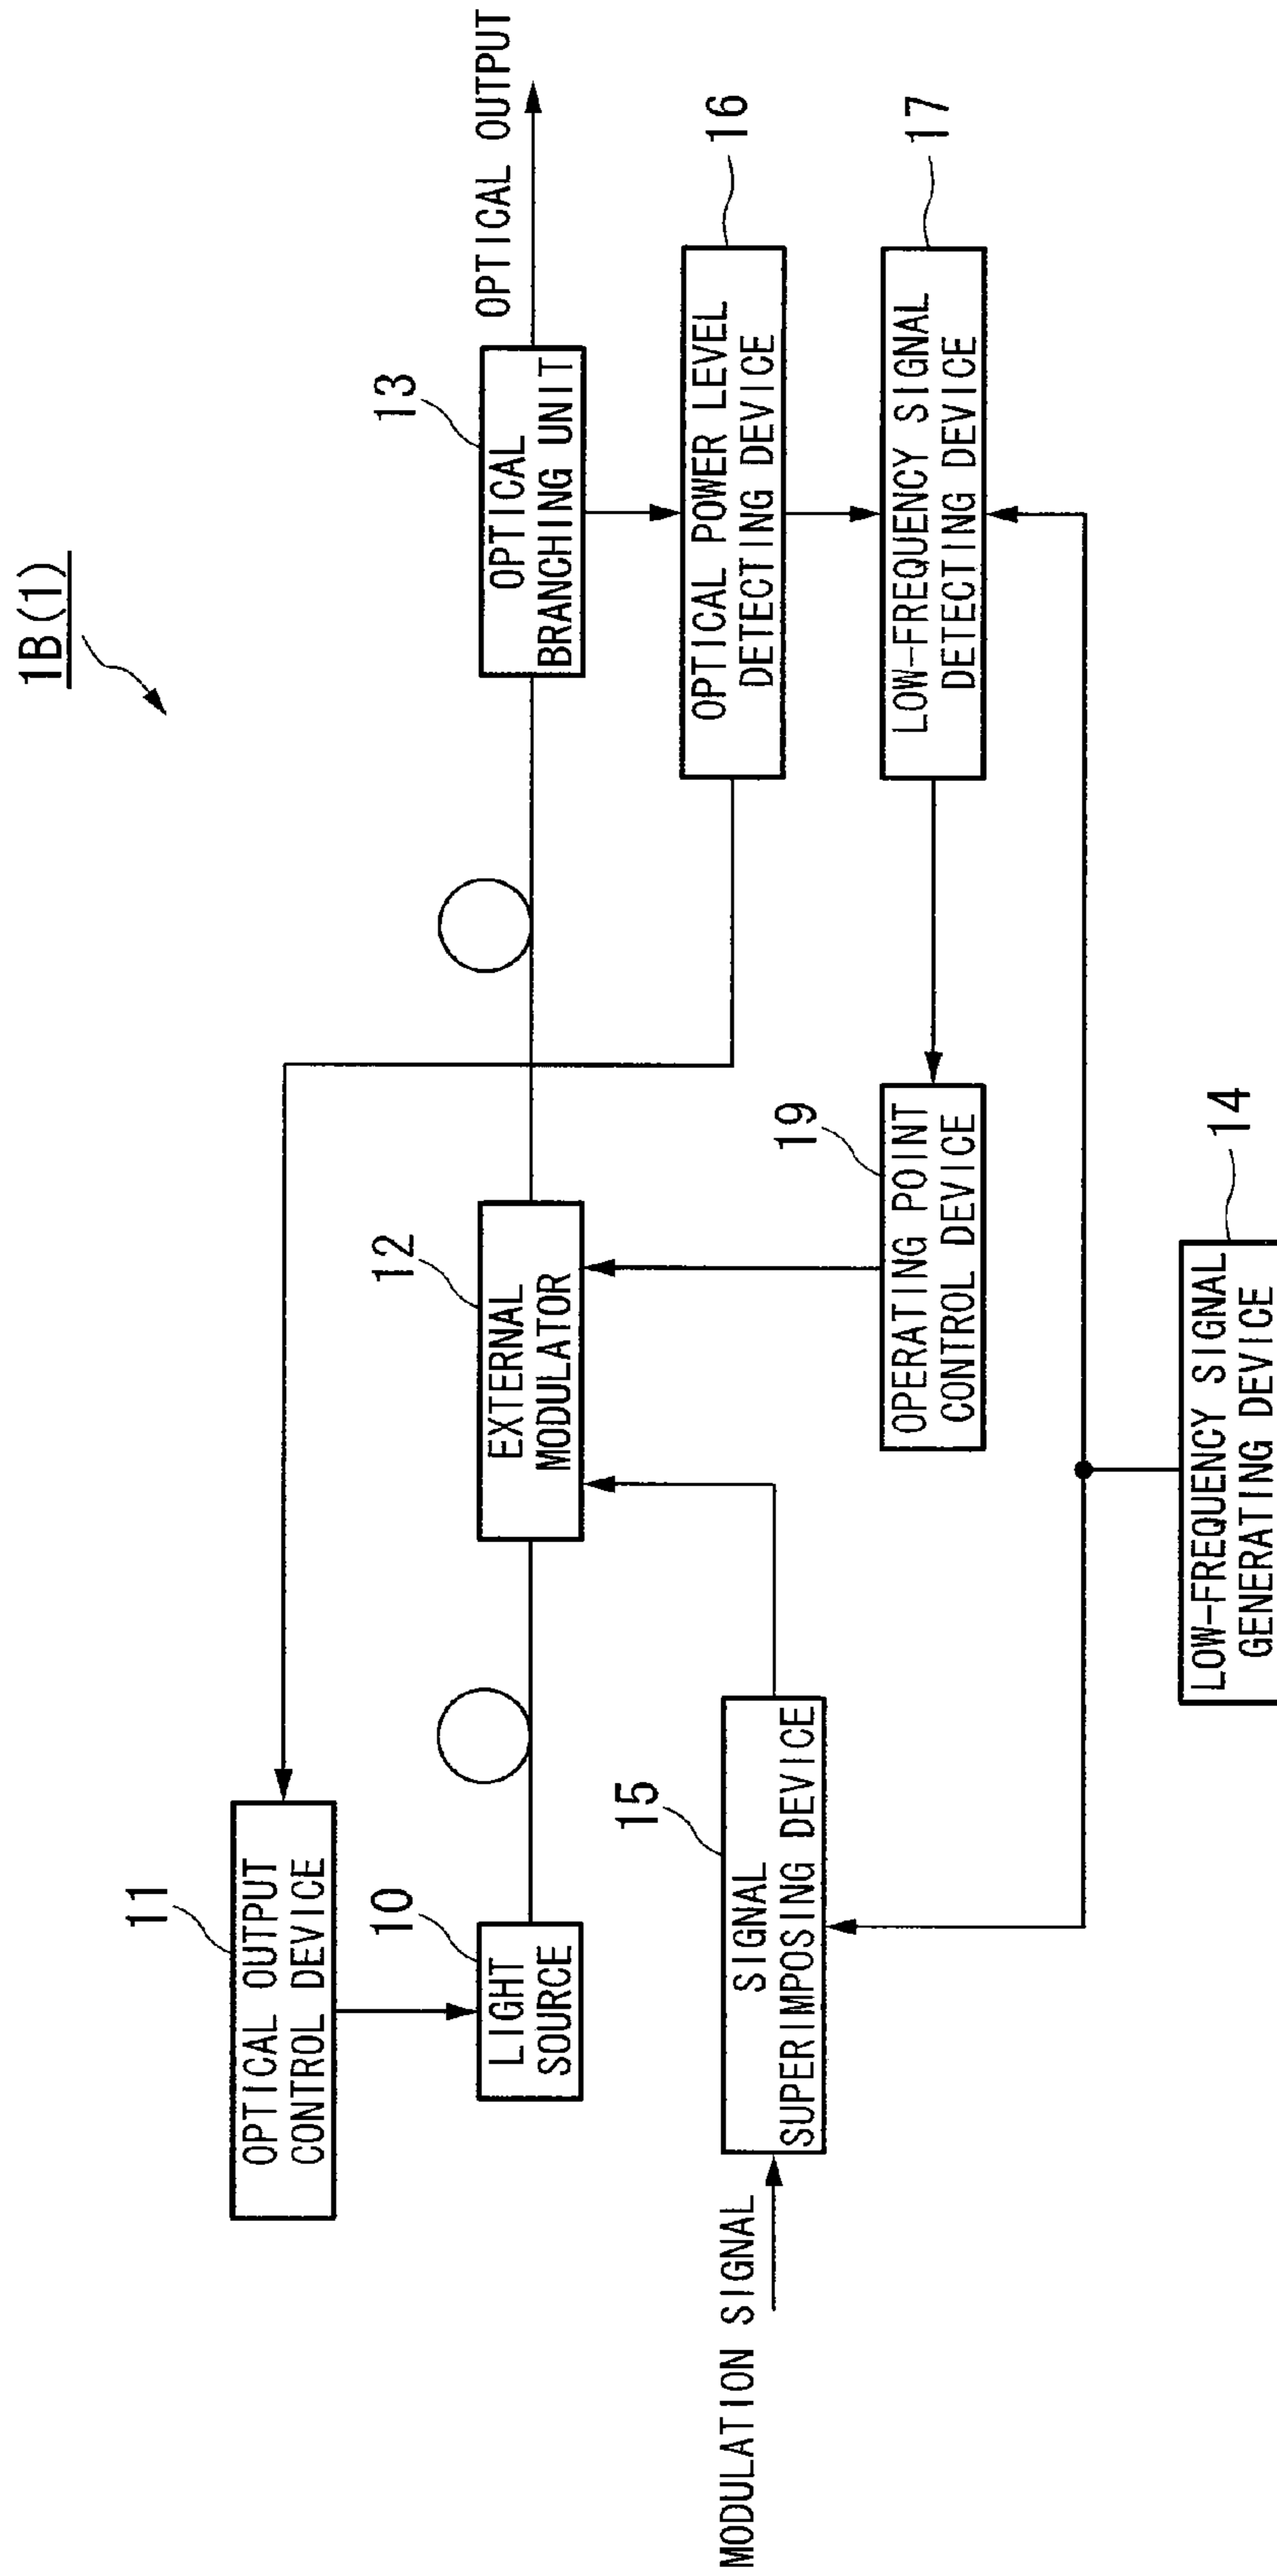 1B(1)
11
OPTICAL OUTPUT
CONTROL DEVICE
10
LIGHT
SOURCE
12
EXTERNAL
MODULATOR
13
OPTICAL
BRANCHING UNIT
OPTICAL OUTPUT
MODULATION SIGNAL
15
SIGNAL
SUPERIMPOSING DEVICE
16
OPTICAL POWER LEVEL
DETECTING DEVICE
19
OPERATING POINT
CONTROL DEVICE
17
LOW-FREQUENCY SIGNAL
DETECTING DEVICE
14
LOW-FREQUENCY SIGNAL
GENERATING DEVICE